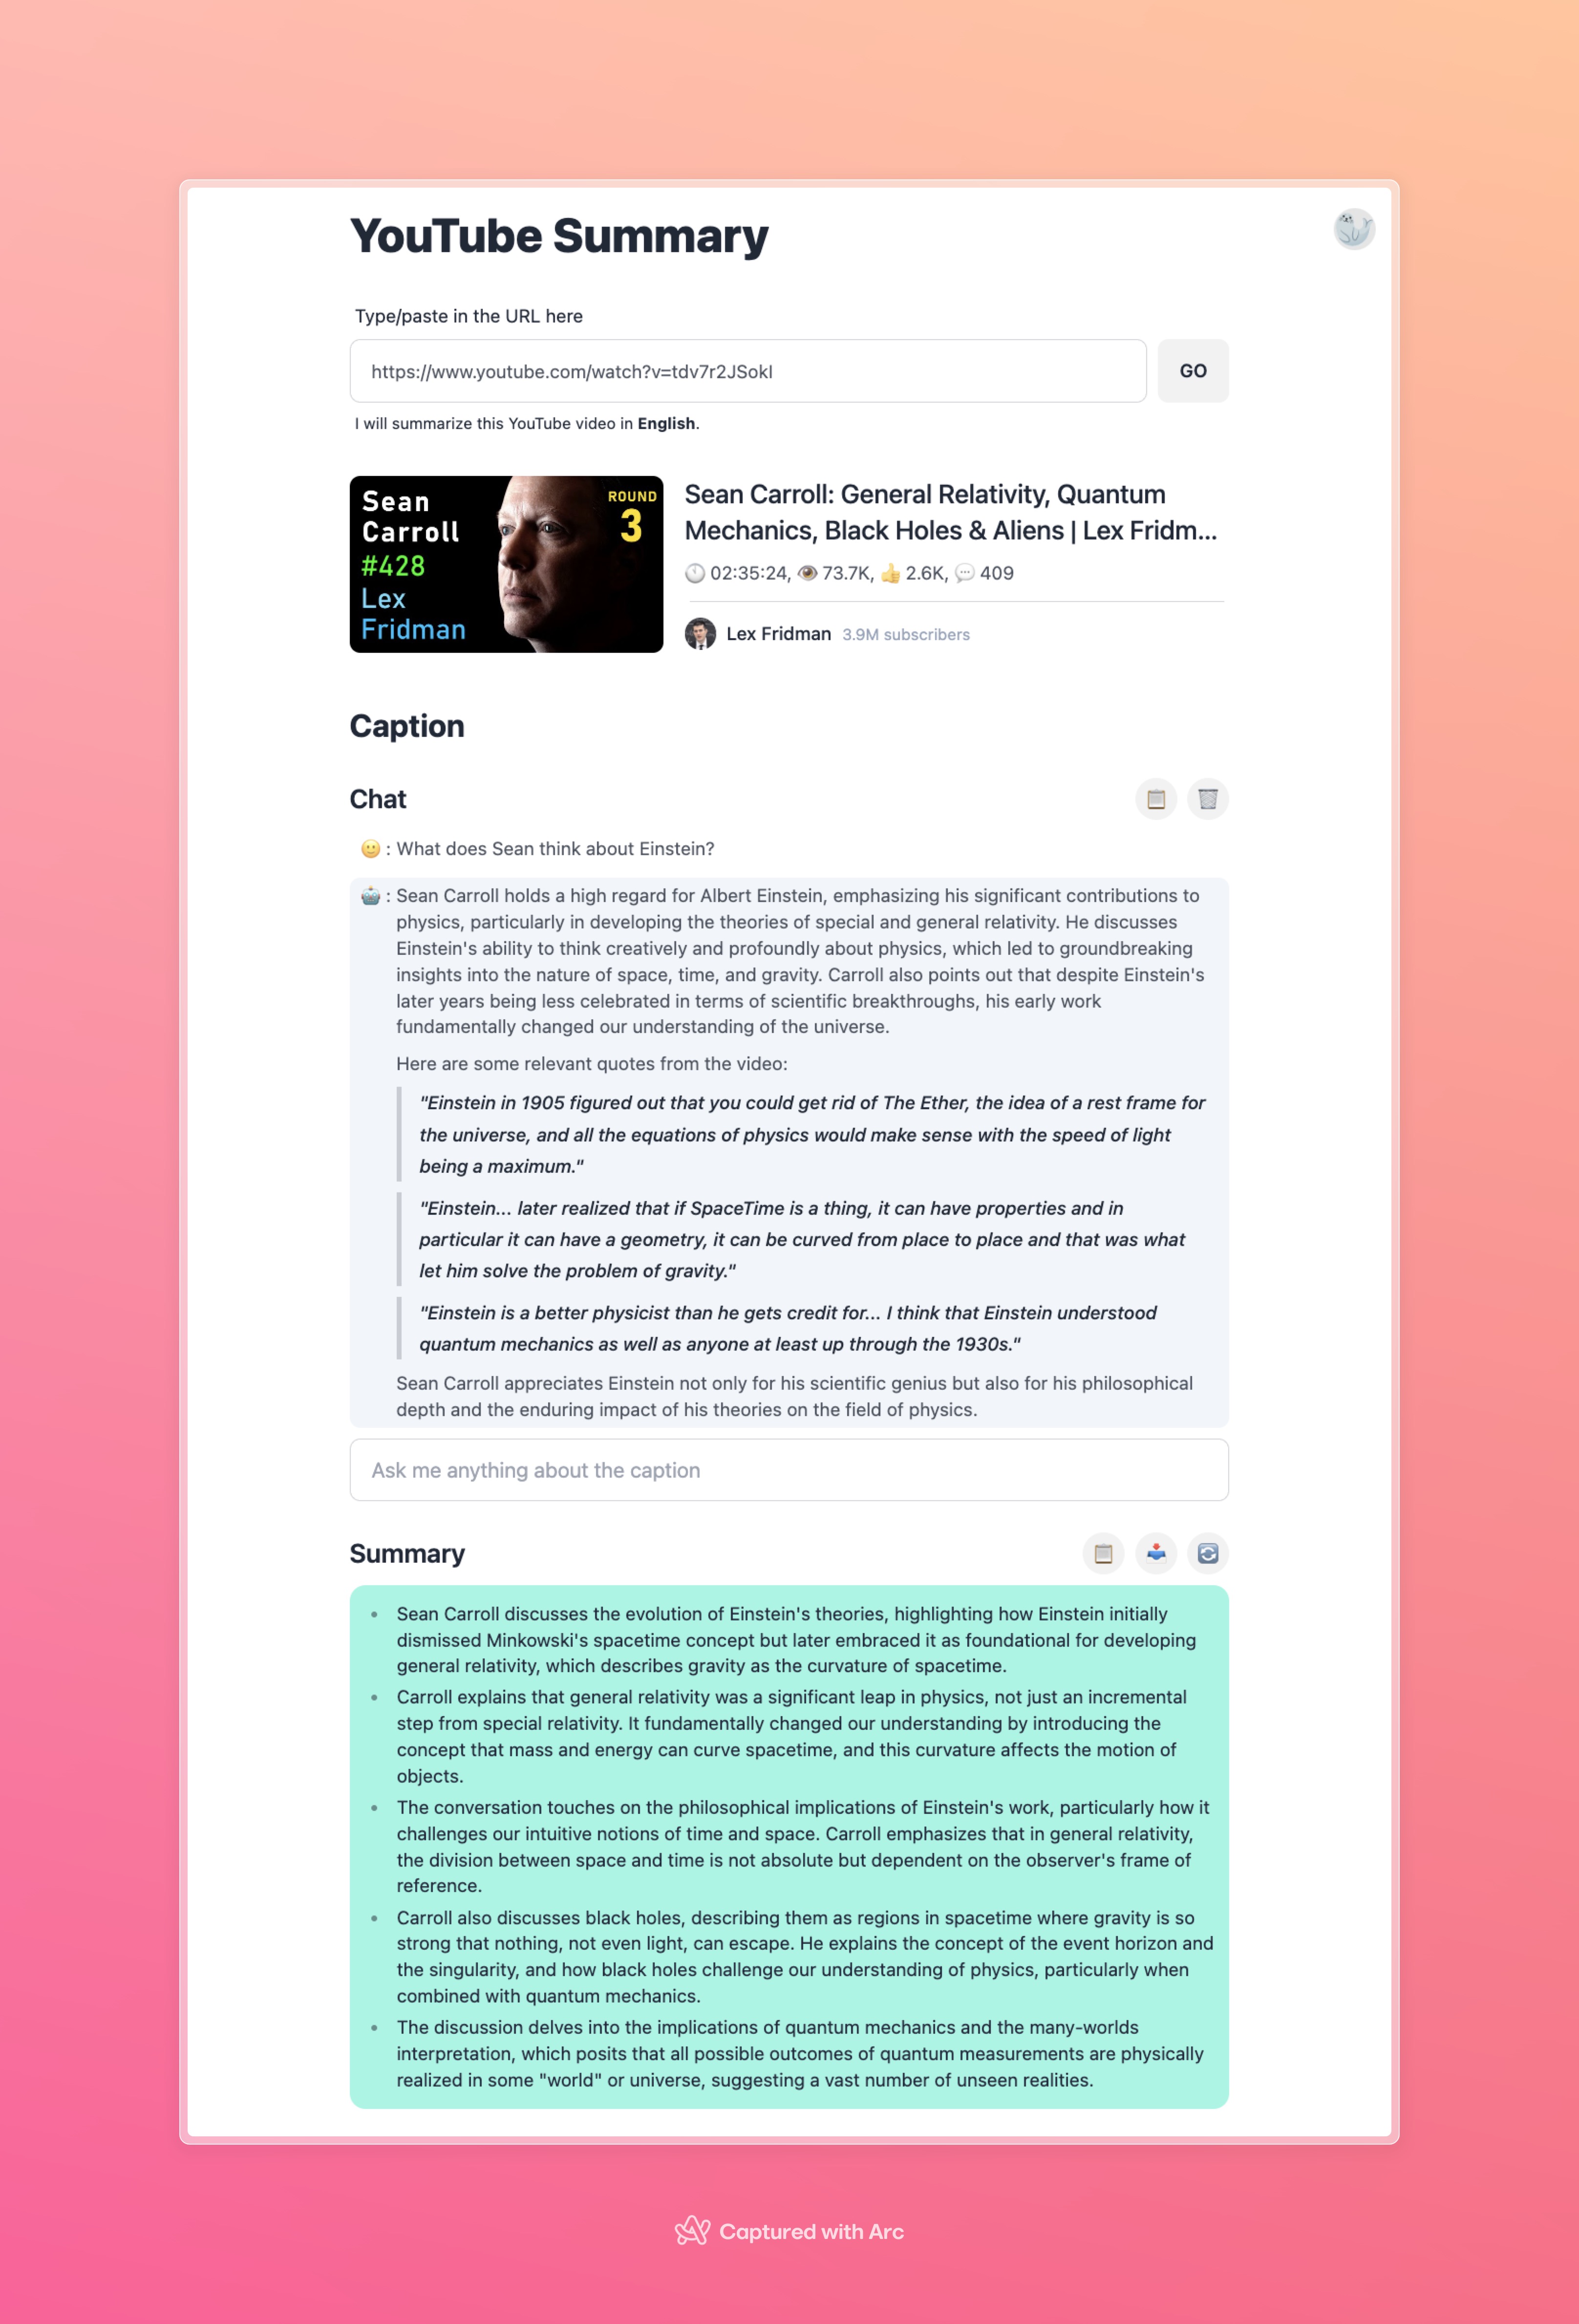 YouTube Summary
Type/paste in the URL here
https://www.youtube.com/watch?v=tdv7r2JSokI
GO
I will summarize this YouTube video in English.
Sean
Carroll
#428
Lex
Fridman
ROUND
3
Sean Carroll: General Relativity, Quantum
Mechanics, Black Holes & Aliens | Lex Fridm...
02:35:24, 73.7K, 2.6K, 409
Lex Fridman 3.9M subscribers
Caption
Chat
: What does Sean think about Einstein?
: Sean Carroll holds a high regard for Albert Einstein, emphasizing his significant contributions to
physics, particularly in developing the theories of special and general relativity. He discusses
Einstein's ability to think creatively and profoundly about physics, which led to groundbreaking
insights into the nature of space, time, and gravity. Carroll also points out that despite Einstein's
later years being less celebrated in terms of scientific breakthroughs, his early work
fundamentally changed our understanding of the universe.
Here are some relevant quotes from the video:
"Einstein in 1905 figured out that you could get rid of The Ether, the idea of a rest frame for
the universe, and all the equations of physics would make sense with the speed of light
being a maximum."
"Einstein... later realized that if SpaceTime is a thing, it can have properties and in
particular it can have a geometry, it can be curved from place to place and that was what
let him solve the problem of gravity."
"Einstein is a better physicist than he gets credit for... I think that Einstein understood
quantum mechanics as well as anyone at least up through the 1930s."
Sean Carroll appreciates Einstein not only for his scientific genius but also for his philosophical
depth and the enduring impact of his theories on the field of physics.
Ask me anything about the caption
Summary
• Sean Carroll discusses the evolution of Einstein's theories, highlighting how Einstein initially
dismissed Minkowski's spacetime concept but later embraced it as foundational for developing
general relativity, which describes gravity as the curvature of spacetime.
• Carroll explains that general relativity was a significant leap in physics, not just an incremental
step from special relativity. It fundamentally changed our understanding by introducing the
concept that mass and energy can curve spacetime, and this curvature affects the motion of
objects.
• The conversation touches on the philosophical implications of Einstein's work, particularly how it
challenges our intuitive notions of time and space. Carroll emphasizes that in general relativity,
the division between space and time is not absolute but dependent on the observer's frame of
reference.
• Carroll also discusses black holes, describing them as regions in spacetime where gravity is so
strong that nothing, not even light, can escape. He explains the concept of the event horizon and
the singularity, and how black holes challenge our understanding of physics, particularly when
combined with quantum mechanics.
• The discussion delves into the implications of quantum mechanics and the many-worlds
interpretation, which posits that all possible outcomes of quantum measurements are physically
realized in some "world" or universe, suggesting a vast number of unseen realities.
Captured with Arc